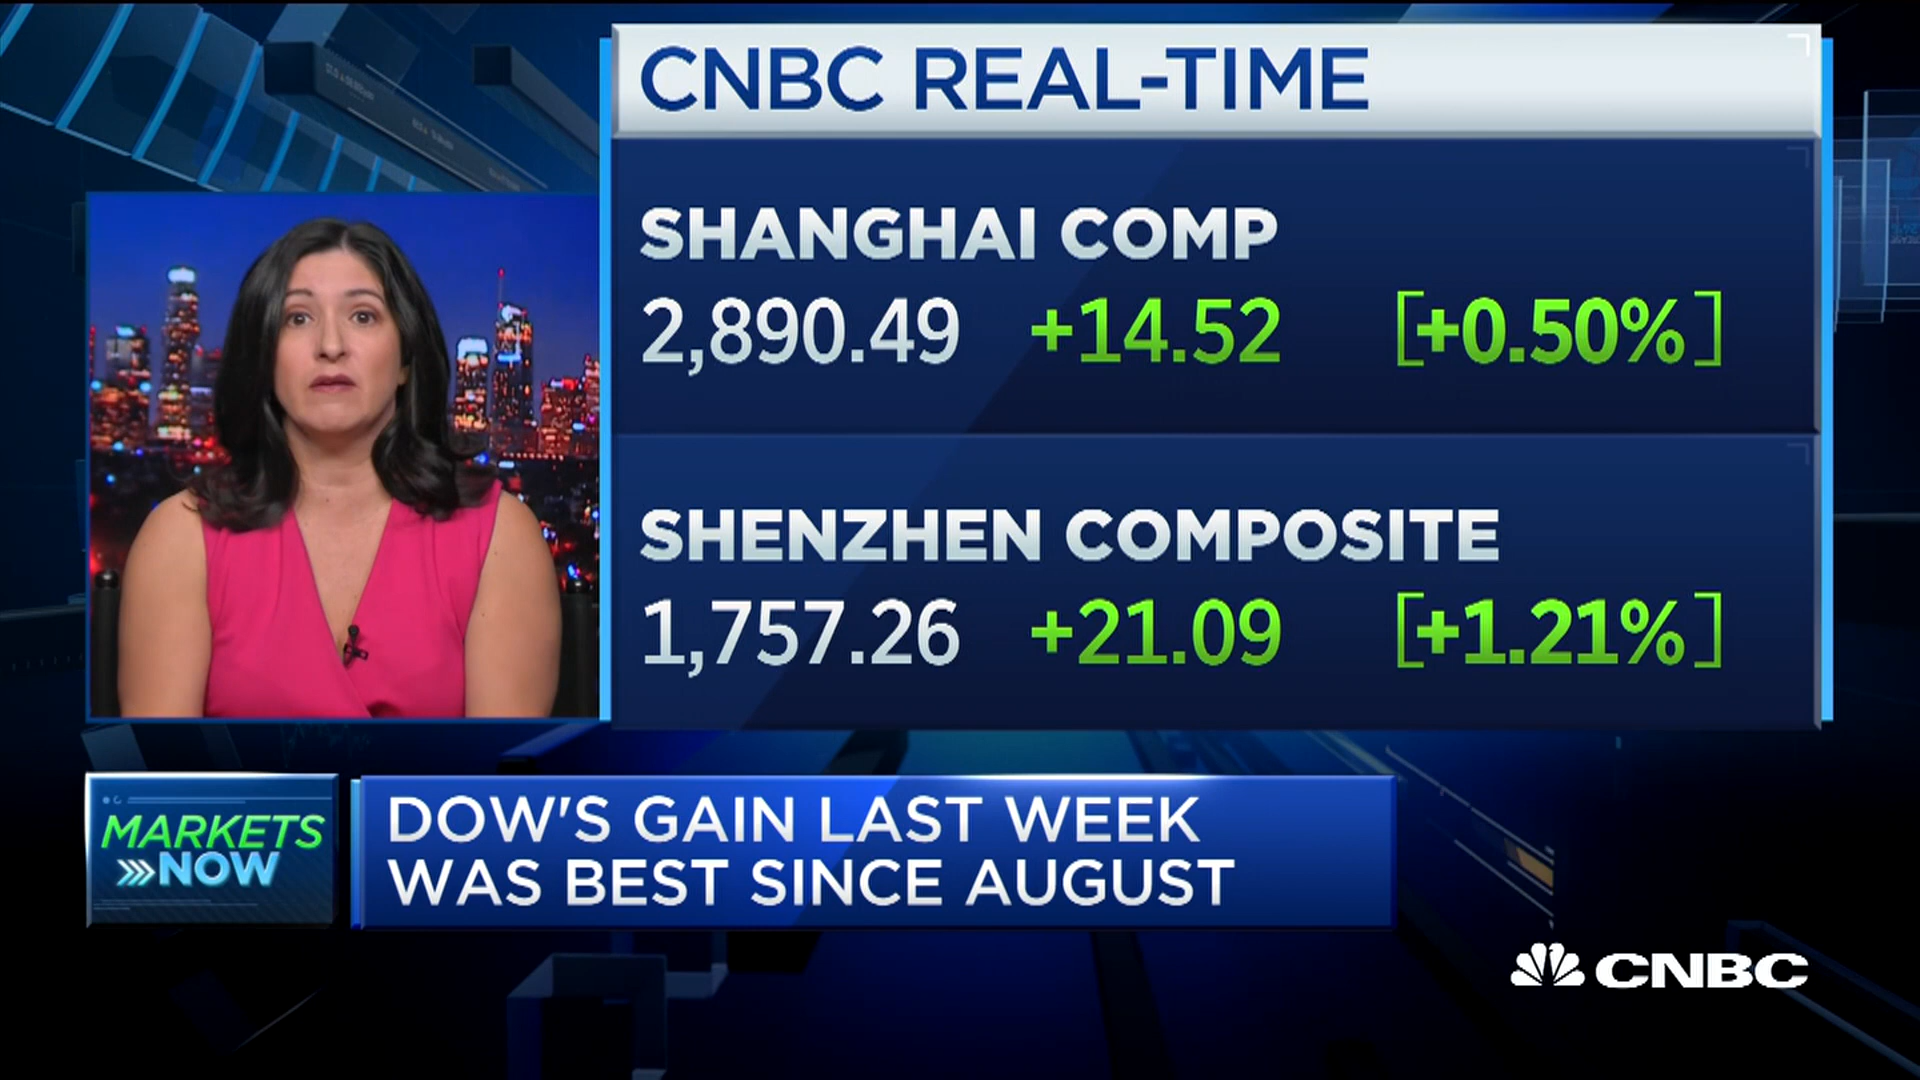 CNBC REAL-TIME
SHANGHAI COMP
2,890.49 +14.52 [+0.50%]
SHENZHEN COMPOSITE
1,757.26 +21.09 [+1.21%]
MARKETS
NOW
DOW'S GAIN LAST WEEK
WAS BEST SINCE AUGUST
CNBC